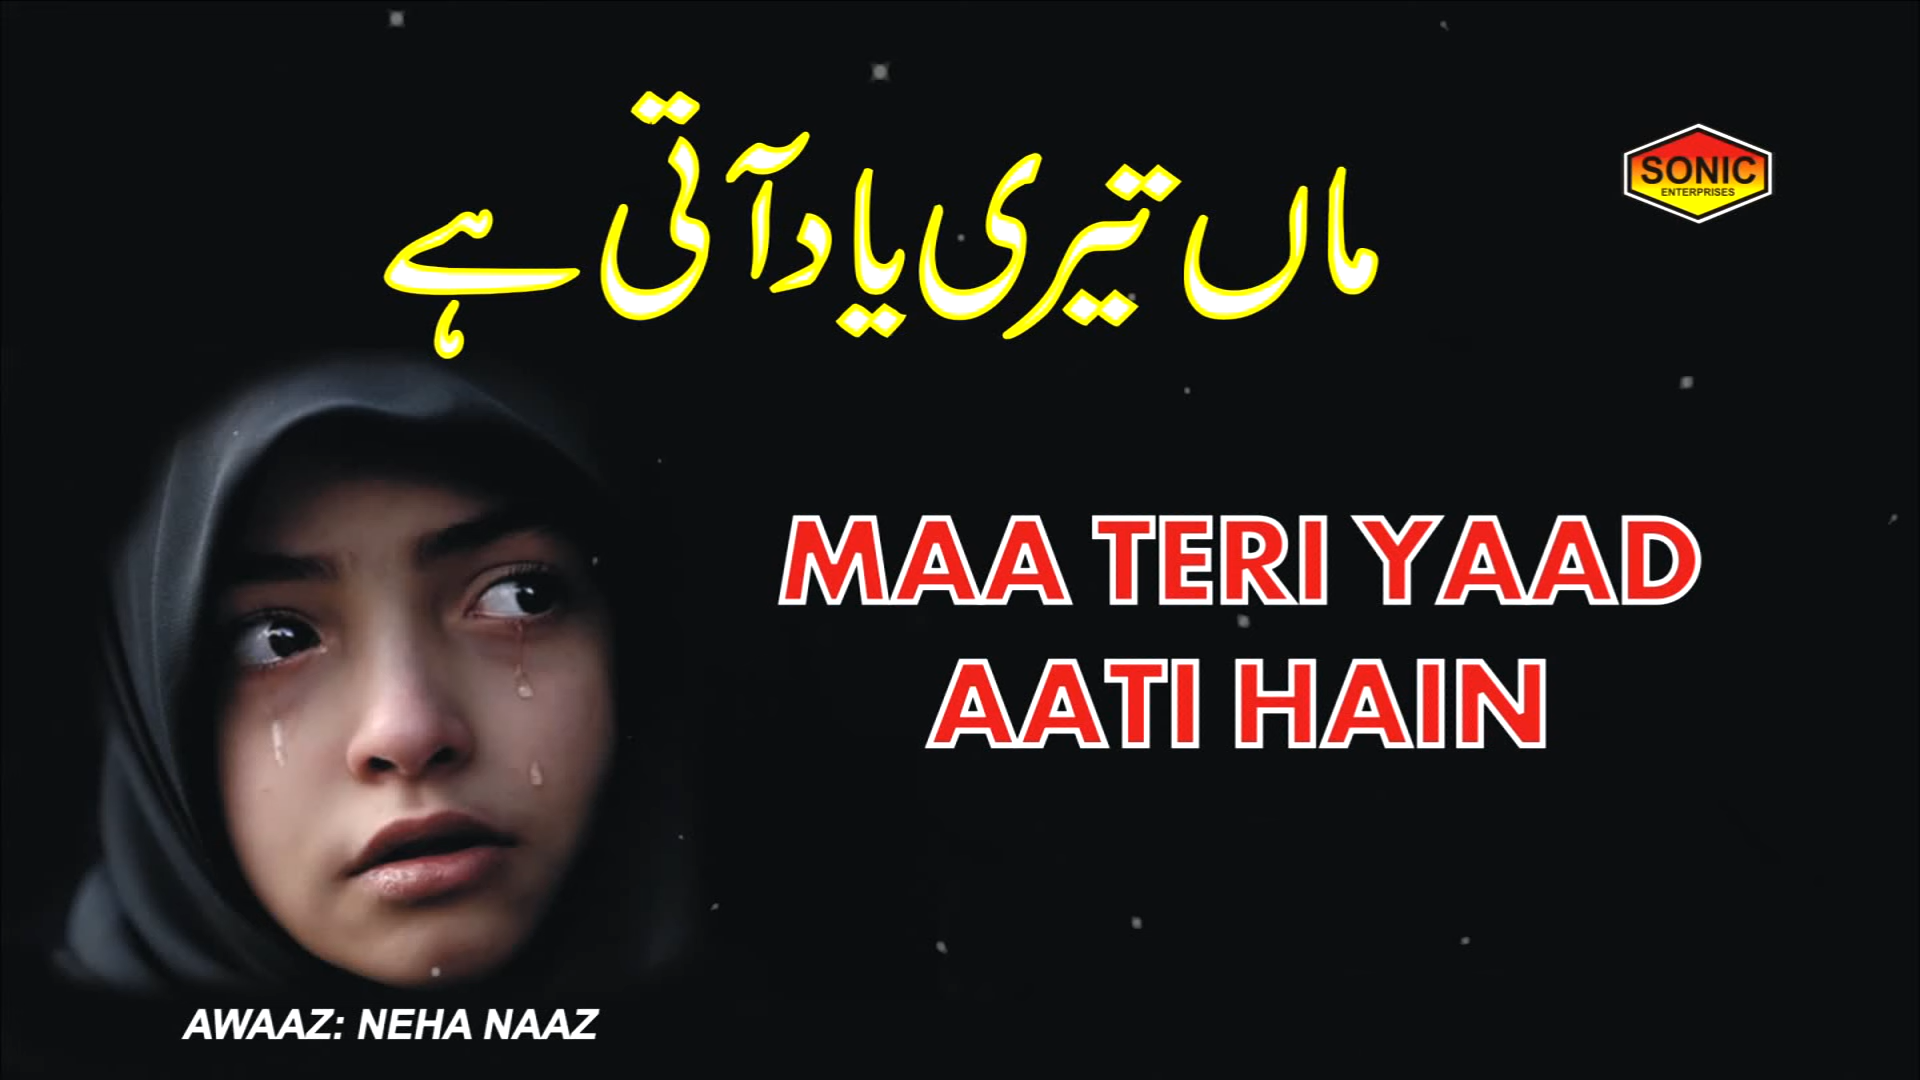 ماں تیری یاد آتی ہے
SONIC
ENTERPRISES
MAA TERI YAAD
AATI HAIN
AWAAZ: NEHA NAAZ